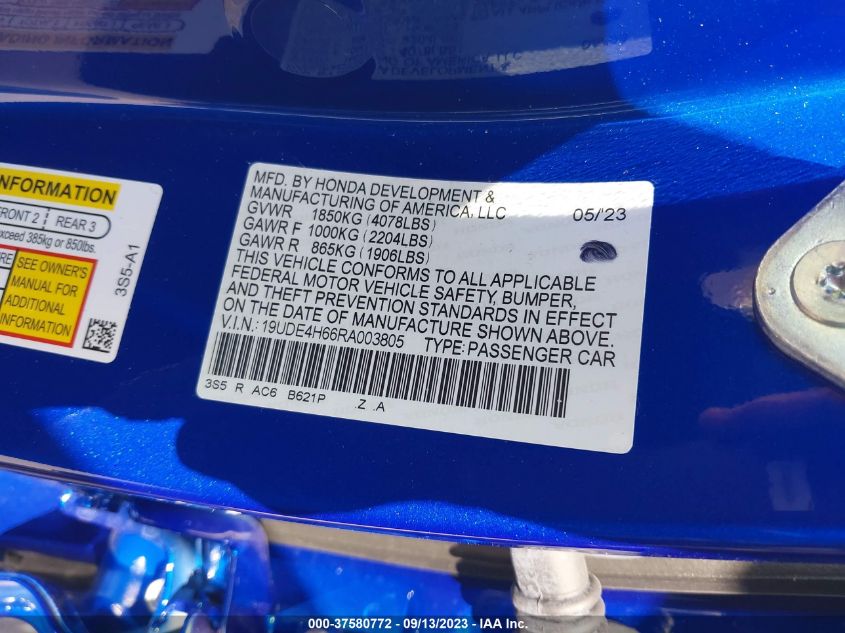 NFORMATION
FRONT 2 REAR 3
exceed 385kg or 850lbs.
SEE OWNER'S
MANUAL FOR
ADDITIONAL
INFORMATION
3S5-A1
MFD. BY HONDA DEVELOPMENT &
MANUFACTURING OF AMERICA, LLC 05/'23
GVWR 1850KG (4078LBS)
GAWR F 1000KG (2204LBS)
GAWR R 865KG (1906LBS)
THIS VEHICLE CONFORMS TO ALL APPLICABLE
FEDERAL MOTOR VEHICLE SAFETY, BUMPER,
AND THEFT PREVENTION STANDARDS IN EFFECT
ON THE DATE OF MANUFACTURE SHOWN ABOVE.
V.I.N.: 19UDE4H66RA003805 TYPE: PASSENGER CAR
3S5 R AC6 B621P .Z .A
000-37580772 - 09/13/2023 - IAA Inc.